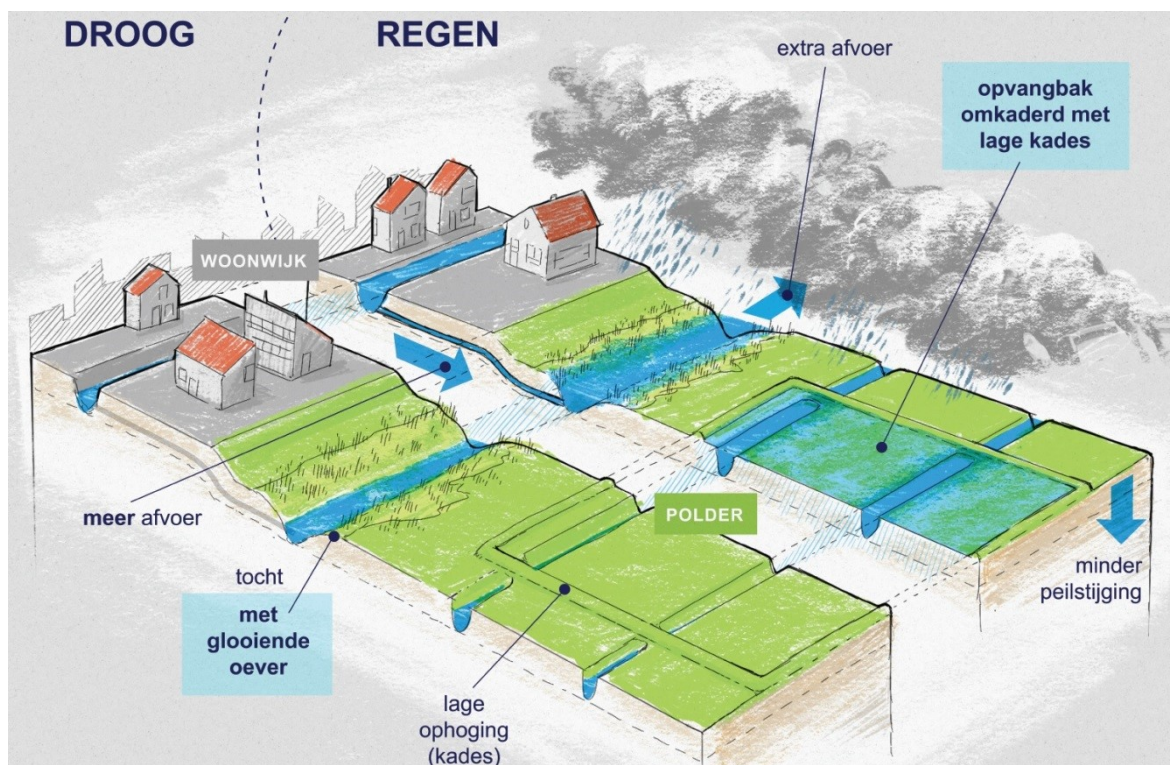 DROOG
REGEN
extra afvoer
opvangbak
omkaderd met
lage kades
WOONWIJK
meer afvoer
POLDER
tocht
met
glooiende
oever
lage
ophoging
(kades)
minder
peilstijging